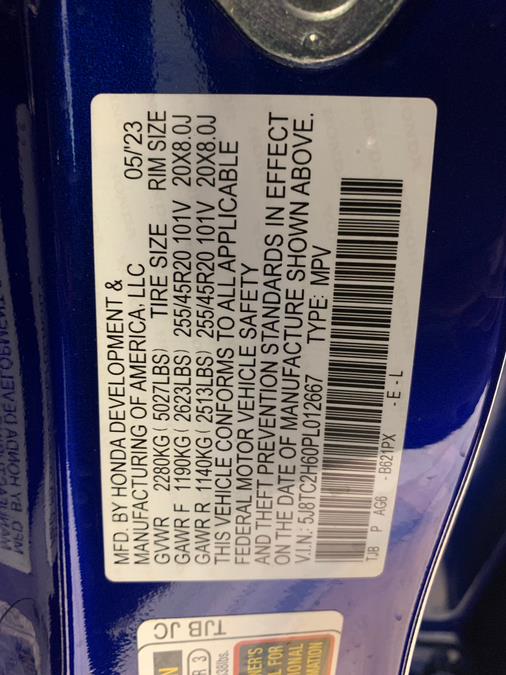 MFD. BY HONDA DEVELOPMENT &
MANUFACTURING OF AMERICA, LLC 05/'23
GVWR 2280KG ( 5027LBS) TIRE SIZE RIM SIZE
GAWR F 1190KG ( 2623LBS) 255/45R20 101V 20X8.0J
GAWR R 1140KG ( 2513LBS) 255/45R20 101V 20X8.0J
THIS VEHICLE CONFORMS TO ALL APPLICABLE
FEDERAL MOTOR VEHICLE SAFETY
AND THEFT PREVENTION STANDARDS IN EFFECT
ON THE DATE OF MANUFACTURE SHOWN ABOVE.
V.I.N.: 5J8TC2H60PL012667 TYPE: MPV
TJB P AG6 - B621PX - E - L
TJB JC